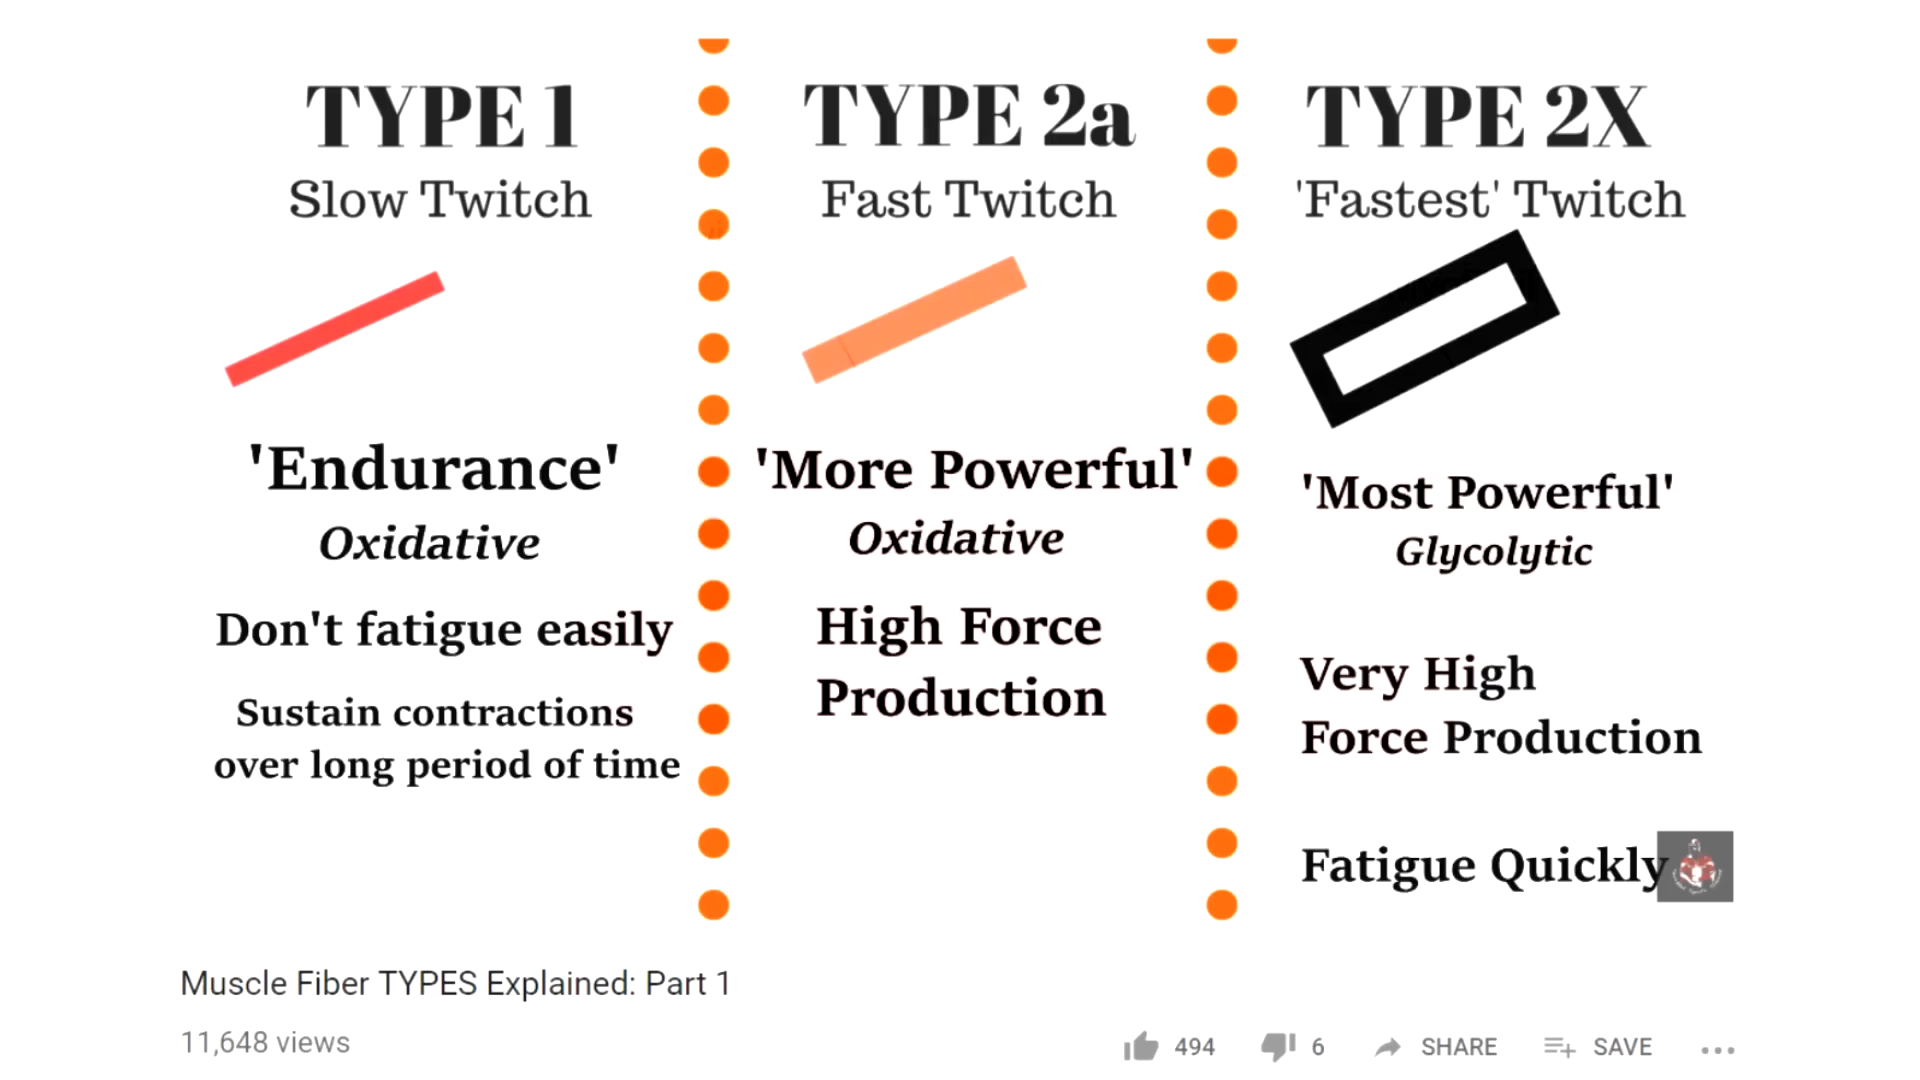 TYPE 1
Slow Twitch
'Endurance'
Oxidative
Don't fatigue easily
Sustain contractions
over long period of time
TYPE 2a
Fast Twitch
'More Powerful'
Oxidative
High Force
Production
TYPE 2X
'Fastest' Twitch
'Most Powerful'
Glycolytic
Very High
Force Production
Fatigue Quickly
Muscle Fiber TYPES Explained: Part 1
11,648 views
494
6
SHARE
SAVE